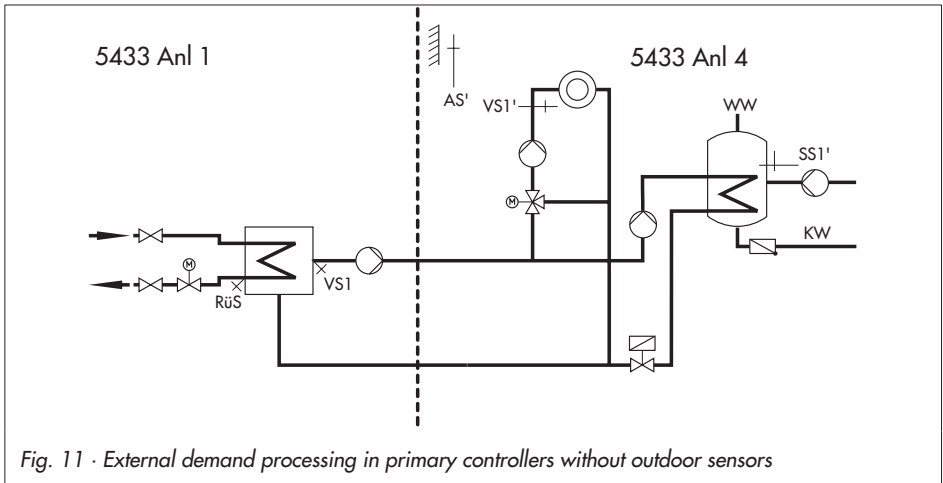 5433 Anl 1
5433 Anl 4
AS'
VS1'
WW
SS1'
M
KW
M
RüS
VS1
Fig. 11 · External demand processing in primary controllers without outdoor sensors